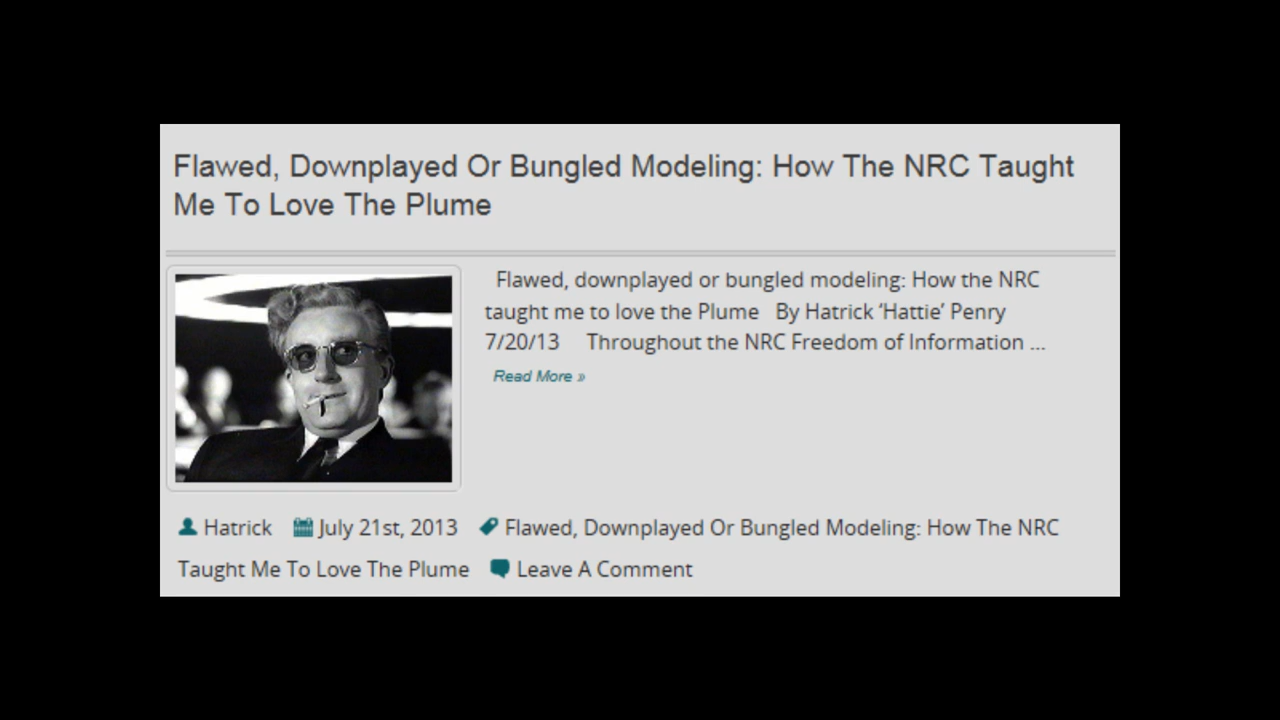 Flawed, Downplayed Or Bungled Modeling: How The NRC Taught
Me To Love The Plume
Flawed, downplayed or bungled modeling: How the NRC
taught me to love the Plume By Hatrick ‘Hattie’ Penry
7/20/13 Throughout the NRC Freedom of Information ...
Read More »
Hatrick July 21st, 2013 Flawed, Downplayed Or Bungled Modeling: How The NRC
Taught Me To Love The Plume Leave A Comment